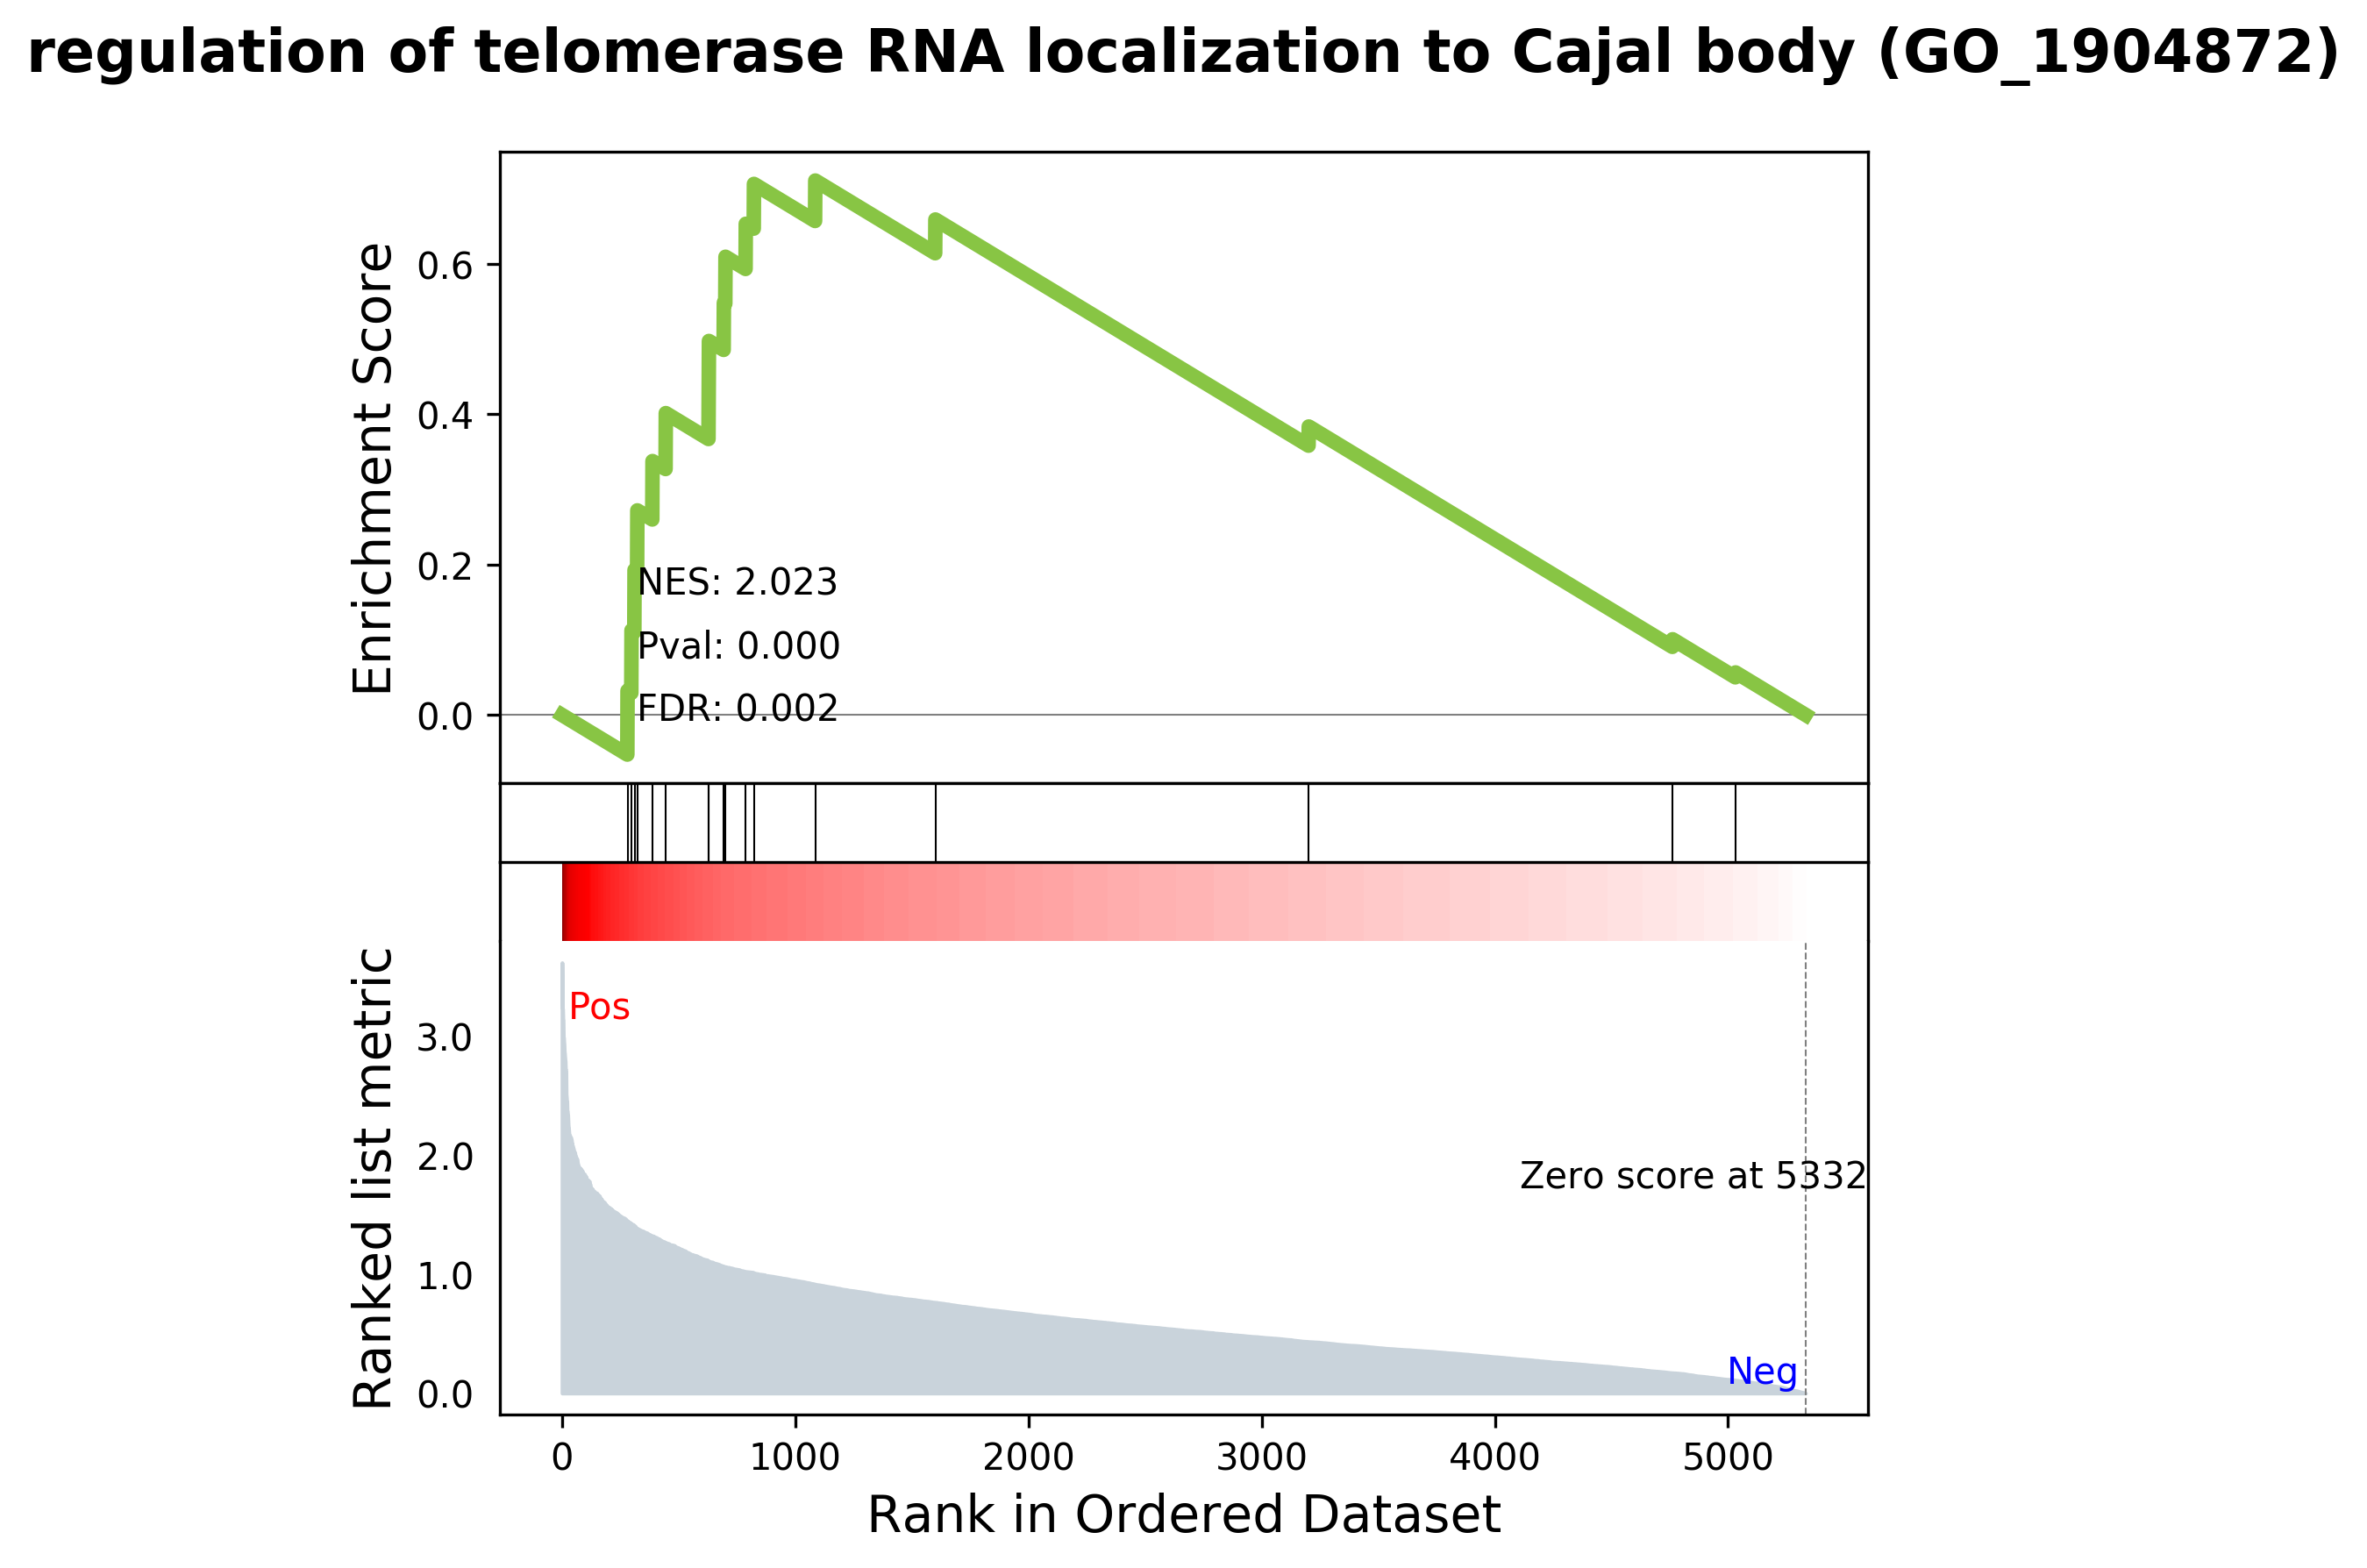 regulation of telomerase RNA localization to Cajal body (GO_1904872)
Enrichment Score
0.6
0.4
0.2
0.0
NES: 2.023
Pval: 0.000
FDR: 0.002
Ranked list metric
3.0
2.0
1.0
0.0
Pos
Zero score at 5332
Neg
0 1000 2000 3000 4000 5000
Rank in Ordered Dataset